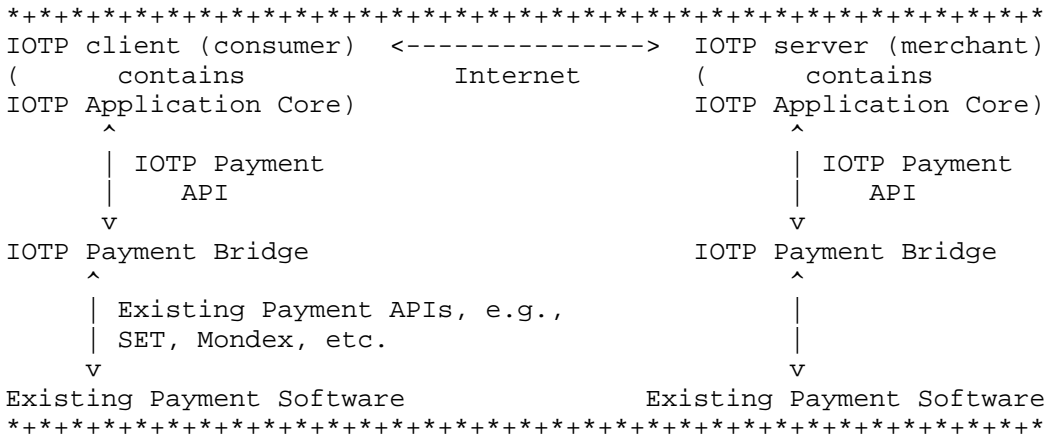 *+*+*+*+*+*+*+*+*+*+*+*+*+*+*+*+*+*+*+*+*+*+*+*+*+*+*+*+*+*+*+*+*
IOTP client (consumer)  <--------------->  IOTP server (merchant)
(      contains             Internet       (      contains
IOTP Application Core)                     IOTP Application Core)
      ^                                          ^
      | IOTP Payment                             | IOTP Payment
      |    API                                   |    API
      v                                          v
IOTP Payment Bridge                        IOTP Payment Bridge
     ^                                           ^
     | Existing Payment APIs, e.g.,              |
     | SET, Mondex, etc.                         |
     v                                           v
Existing Payment Software               Existing Payment Software
*+*+*+*+*+*+*+*+*+*+*+*+*+*+*+*+*+*+*+*+*+*+*+*+*+*+*+*+*+*+*+*+*